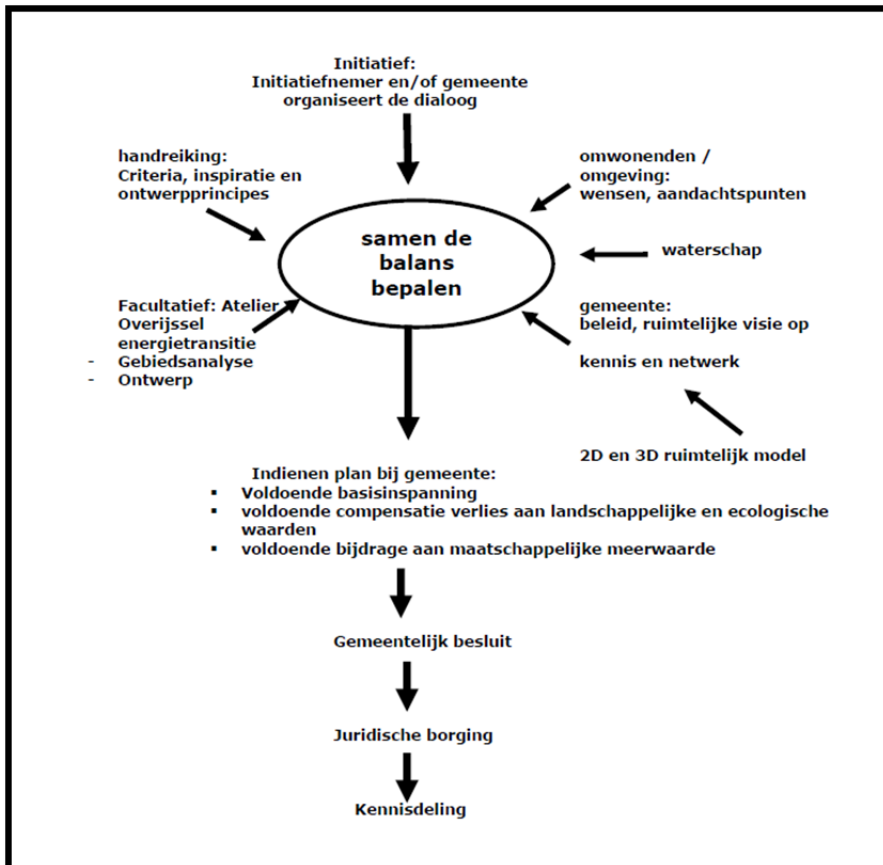 Initiatief:
Initiatiefnemer en/of gemeente
organiseert de dialoog
handreiking:
Criteria, inspiratie en
ontwerpprincipes
omwonenden /
omgeving:
wensen, aandachtspunten
samen de
balans
bepalen
waterschap
Facultatief: Atelier
Overijssel
energietransitie
- Gebiedsanalyse
- Ontwerp
gemeente:
beleid, ruimtelijke visie op
kennis en netwerk
2D en 3D ruimtelijk model
Indienen plan bij gemeente:
▪ Voldoende basisinspanning
▪ voldoende compensatie verlies aan landschappelijke en ecologische
waarden
▪ voldoende bijdrage aan maatschappelijke meerwaarde
Gemeentelijk besluit
Juridische borging
Kennisdeling